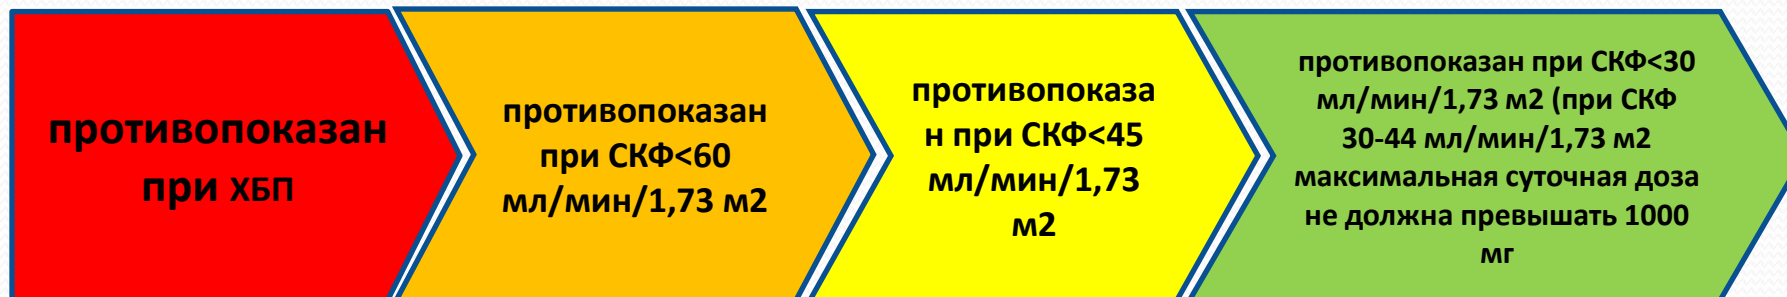 противопоказан
при ХБП
противопоказан
при СКФ<60
мл/мин/1,73 м2
противопоказа
н при СКФ<45
мл/мин/1,73
м2
противопоказан при СКФ<30
мл/мин/1,73 м2 (при СКФ
30-44 мл/мин/1,73 м2
максимальная суточная доза
не должна превышать 1000
мг